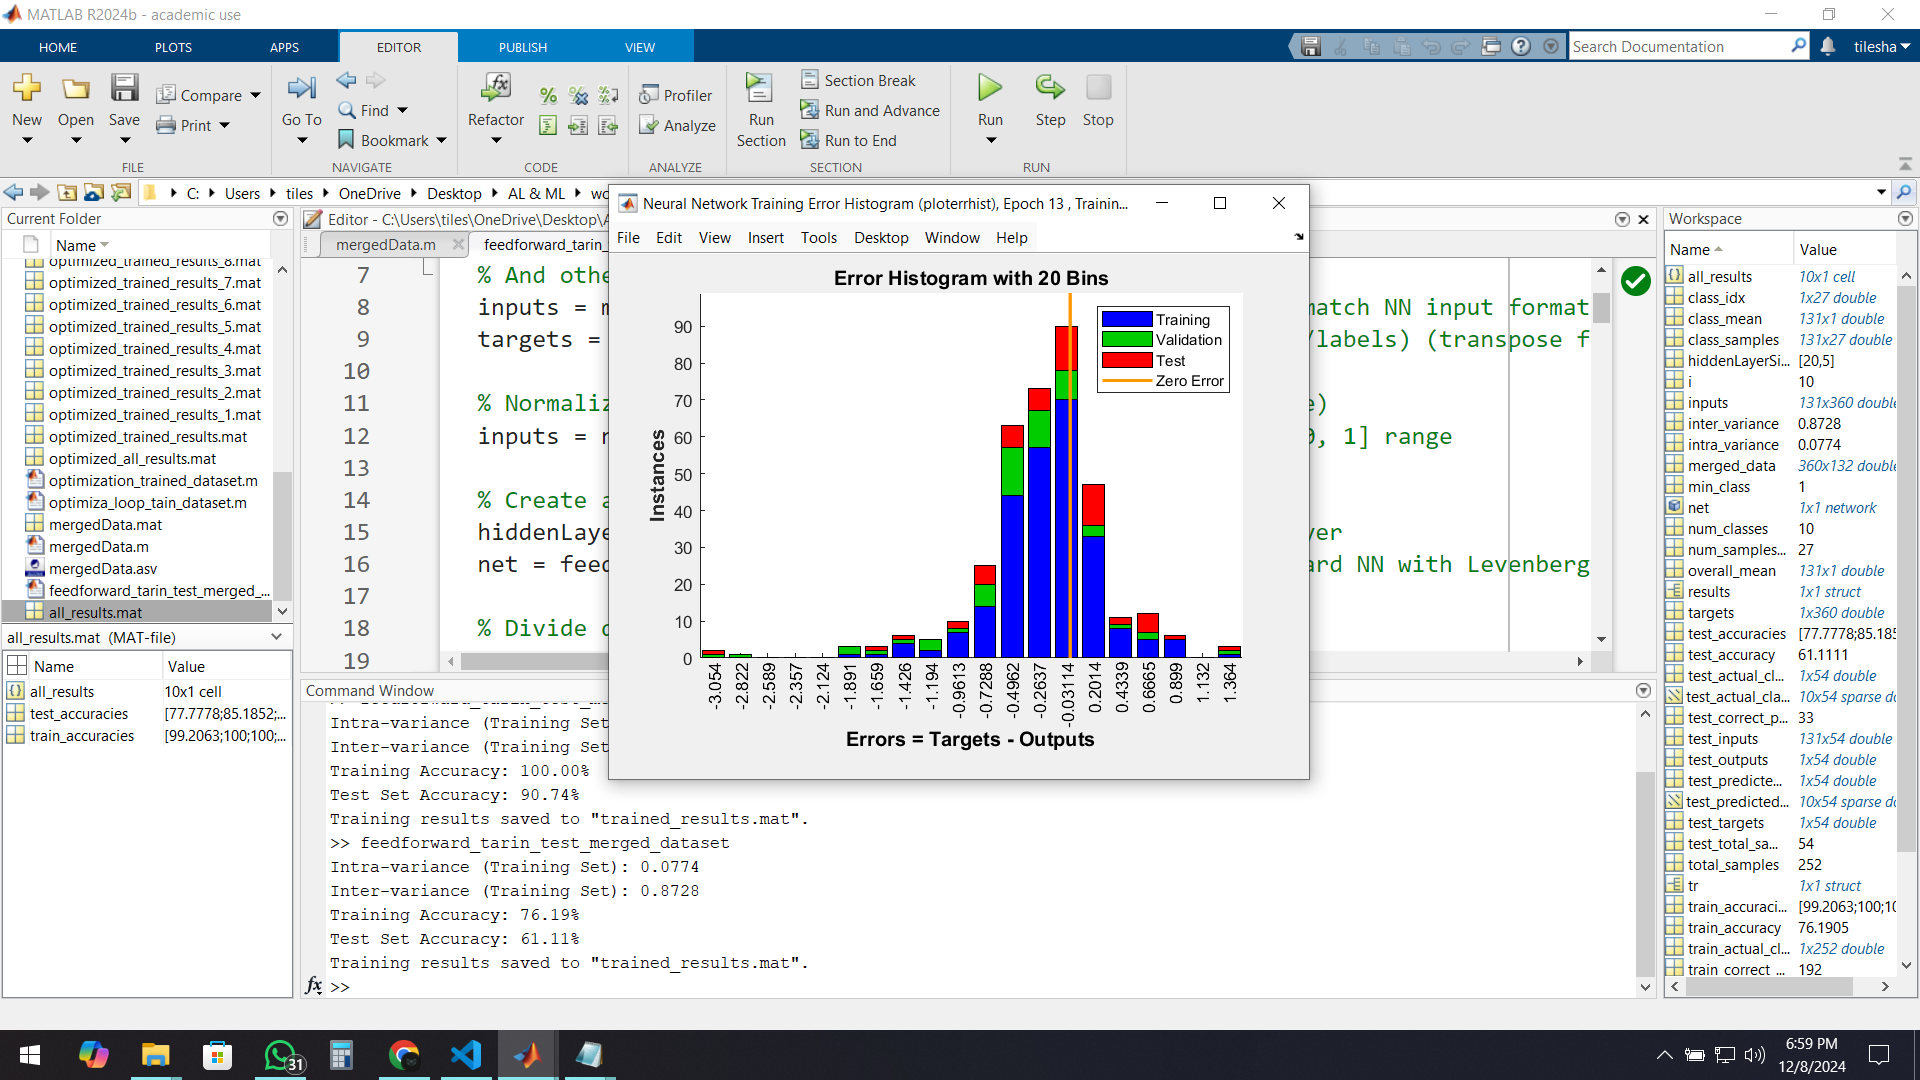 MATLAB R2024b - academic use
HOME PLOTS APPS EDITOR PUBLISH VIEW
Search Documentation
tilesha
New Open Save Compare Print
FILE
Go To Find Bookmark
NAVIGATE
Refactor
CODE
Profiler Analyze
ANALYZE
Run Section
Section Break
Run and Advance
Run to End
SECTION
Run Step Stop
RUN
C: Users tiles OneDrive Desktop AL & ML
Current Folder
Name
optimized_trained_results_8.mat
optimized_trained_results_7.mat
optimized_trained_results_6.mat
optimized_trained_results_5.mat
optimized_trained_results_4.mat
optimized_trained_results_3.mat
optimized_trained_results_2.mat
optimized_trained_results_1.mat
optimized_trained_results.mat
optimized_all_results.mat
optimization_trained_dataset.m
optimiza_loop_tain_dataset.m
mergedData.mat
mergedData.m
mergedData.asv
feedforward_tarin_test_merged_...
all_results.mat
all_results.mat (MAT-file)
Name Value
all_results 10x1 cell
test_accuracies [77.7778;85.1852;...
train_accuracies [99.2063;100;100;...
Editor - C:\Users\tiles\OneDrive\Desktop\A
mergedData.m feedforward_tarin_
7 % And othe
8 inputs = m match NN input format
9 targets = /labels) (transpose f
10
11 % Normaliz e)
12 inputs = n 0, 1] range
13
14 % Create a
15 hiddenLaye yer
16 net = feed ard NN with Levenberg
17
18 % Divide d
19
Neural Network Training Error Histogram (ploterrhist), Epoch 13 , Trainin...
File Edit View Insert Tools Desktop Window Help
Error Histogram with 20 Bins
Training
Validation
Test
Zero Error
Instances
90
80
70
60
50
40
30
20
10
0
-3.054 -2.822 -2.589 -2.357 -2.124 -1.891 -1.659 -1.426 -1.194 -0.9613 -0.7288 -0.4962 -0.2637 -0.03114 0.2014 0.4339 0.6665 0.899 1.132 1.364
Errors = Targets - Outputs
Command Window
Intra-variance (Training Set
Inter-variance (Training Set
Training Accuracy: 100.00%
Test Set Accuracy: 90.74%
Training results saved to "trained_results.mat".
>> feedforward_tarin_test_merged_dataset
Intra-variance (Training Set): 0.0774
Inter-variance (Training Set): 0.8728
Training Accuracy: 76.19%
Test Set Accuracy: 61.11%
Training results saved to "trained_results.mat".
fx >>
Workspace
Name Value
all_results 10x1 cell
class_idx 1x27 double
class_mean 131x1 double
class_samples 131x27 double
hiddenLayerSi... [20,5]
i 10
inputs 131x360 double
inter_variance 0.8728
intra_variance 0.0774
merged_data 360x132 double
min_class 1
net 1x1 network
num_classes 10
num_samples... 27
overall_mean 131x1 double
results 1x1 struct
targets 1x360 double
test_accuracies [77.7778;85.185
test_accuracy 61.1111
test_actual_cl... 1x54 double
test_actual_cla... 10x54 sparse do
test_correct_p... 33
test_inputs 131x54 double
test_outputs 1x54 double
test_predicte... 1x54 double
test_predicted... 10x54 sparse do
test_targets 1x54 double
test_total_sa... 54
total_samples 252
tr 1x1 struct
train_accuraci... [99.2063;100;10
train_accuracy 76.1905
train_actual_cl... 1x252 double
train_correct_... 192
31
6:59 PM
12/8/2024